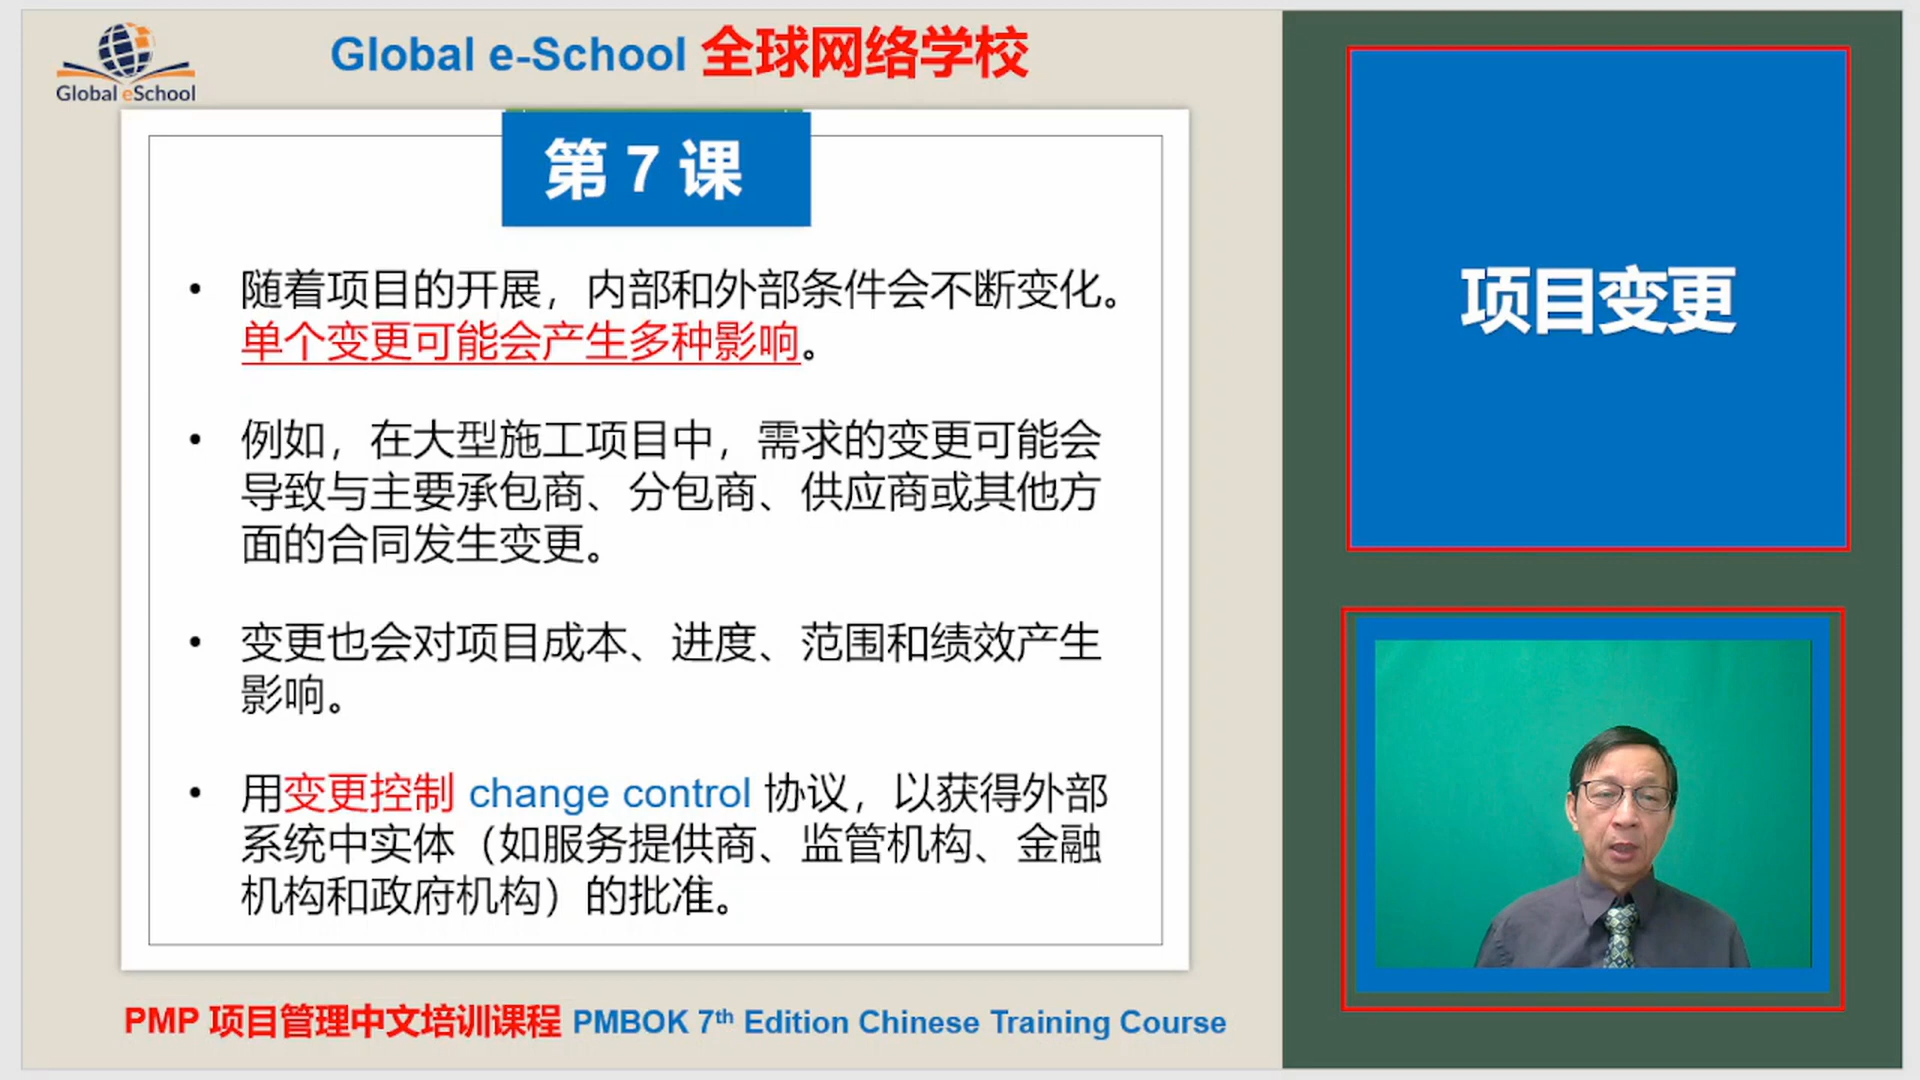 Global eSchool
Global e-School 全球网络学校
第 7 课
• 随着项目的开展，内部和外部条件会不断变化。
单个变更可能会产生多种影响。
• 例如，在大型施工项目中，需求的变更可能会
导致与主要承包商、分包商、供应商或其他方
面的合同发生变更。
• 变更也会对项目成本、进度、范围和绩效产生
影响。
• 用变更控制 change control 协议，以获得外部
系统中实体（如服务提供商、监管机构、金融
机构和政府机构）的批准。
项目变更
PMP 项目管理中文培训课程 PMBOK 7th Edition Chinese Training Course